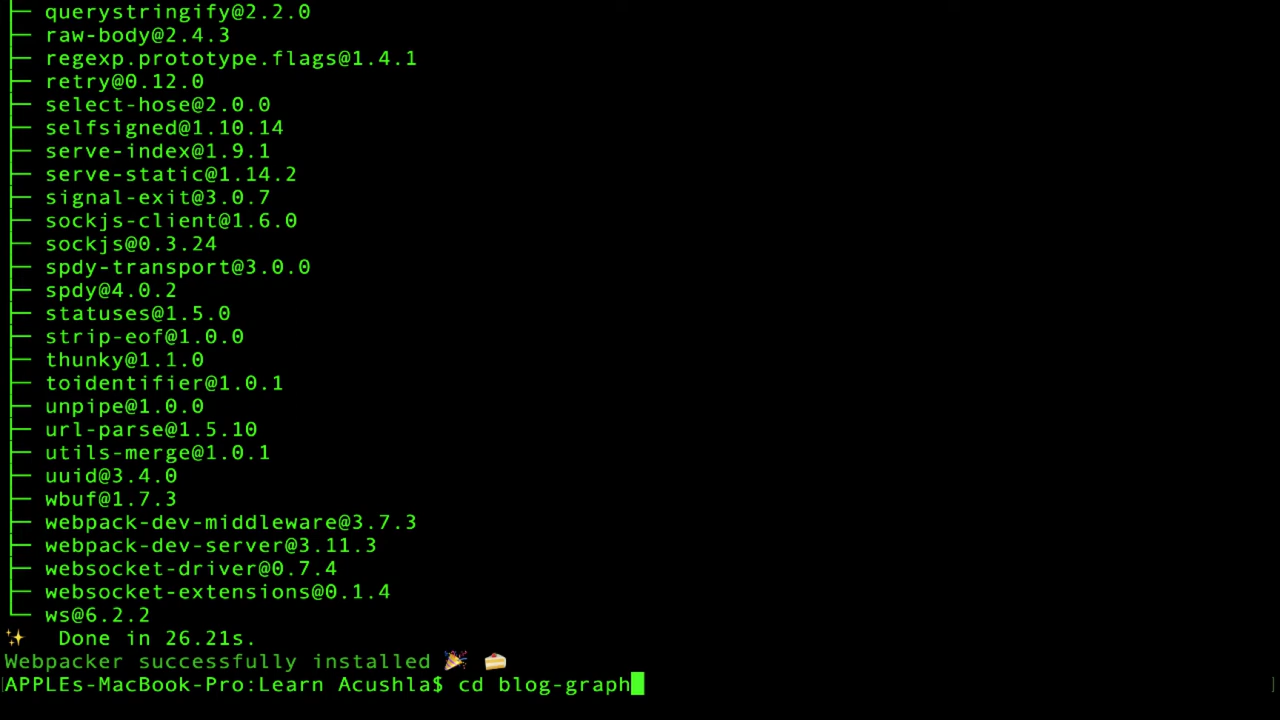 ├─ querystringify@2.2.0
├─ raw-body@2.4.3
├─ regexp.prototype.flags@1.4.1
├─ retry@0.12.0
├─ select-hose@2.0.0
├─ selfsigned@1.10.14
├─ serve-index@1.9.1
├─ serve-static@1.14.2
├─ signal-exit@3.0.7
├─ sockjs-client@1.6.0
├─ sockjs@0.3.24
├─ spdy-transport@3.0.0
├─ spdy@4.0.2
├─ statuses@1.5.0
├─ strip-eof@1.0.0
├─ thunky@1.1.0
├─ toidentifier@1.0.1
├─ unpipe@1.0.0
├─ url-parse@1.5.10
├─ utils-merge@1.0.1
├─ uuid@3.4.0
├─ wbuf@1.7.3
├─ webpack-dev-middleware@3.7.3
├─ webpack-dev-server@3.11.3
├─ websocket-driver@0.7.4
├─ websocket-extensions@0.1.4
└─ ws@6.2.2
✨  Done in 26.21s.
Webpacker successfully installed 🎉 🍰
APPLEs-MacBook-Pro:Learn Acushla$ cd blog-graph